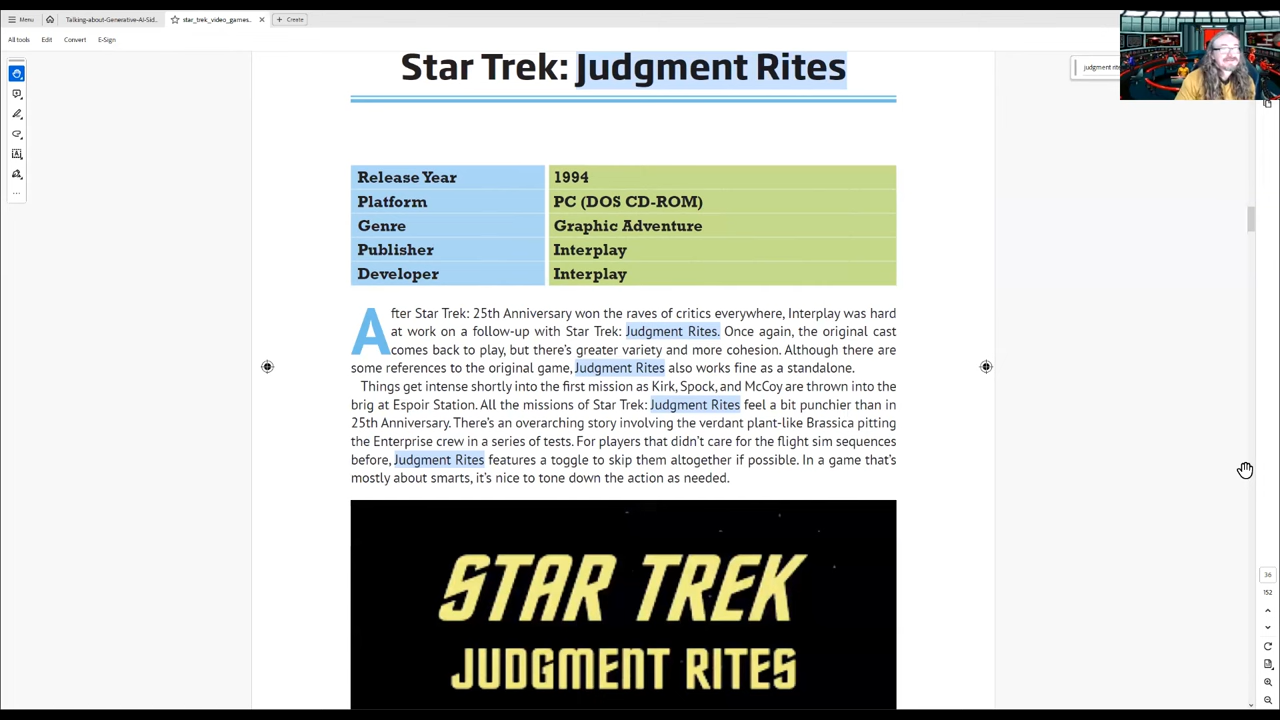 Menu
Talking-about-Generative-AI-Sid...
star_trek_video_games...
Create
All tools
Edit
Convert
E-Sign
judgment rite
Star Trek: Judgment Rites
Release Year 1994
Platform PC (DOS CD-ROM)
Genre Graphic Adventure
Publisher Interplay
Developer Interplay
After Star Trek: 25th Anniversary won the raves of critics everywhere, Interplay was hard
at work on a follow-up with Star Trek: Judgment Rites. Once again, the original cast
comes back to play, but there's greater variety and more cohesion. Although there are
some references to the original game, Judgment Rites also works fine as a standalone.
Things get intense shortly into the first mission as Kirk, Spock, and McCoy are thrown into the
brig at Espoir Station. All the missions of Star Trek: Judgment Rites feel a bit punchier than in
25th Anniversary. There's an overarching story involving the verdant plant-like Brassica pitting
the Enterprise crew in a series of tests. For players that didn't care for the flight sim sequences
before, Judgment Rites features a toggle to skip them altogether if possible. In a game that's
mostly about smarts, it's nice to tone down the action as needed.
STAR TREK
JUDGMENT RITES
36
152